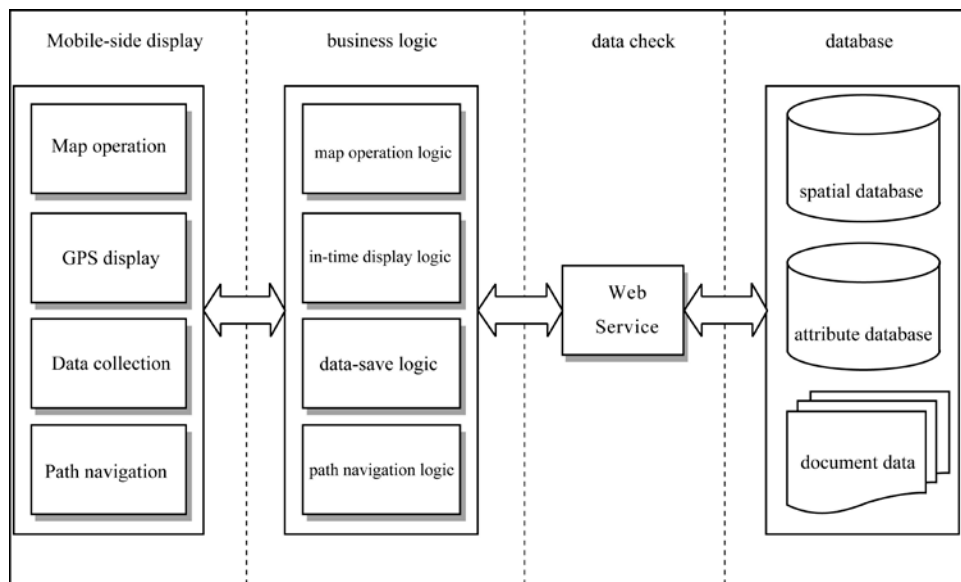 Mobile-side display
business logic
data check
database
Map operation
GPS display
Data collection
Path navigation
map operation logic
in-time display logic
data-save logic
path navigation logic
Web
Service
spatial database
attribute database
document data